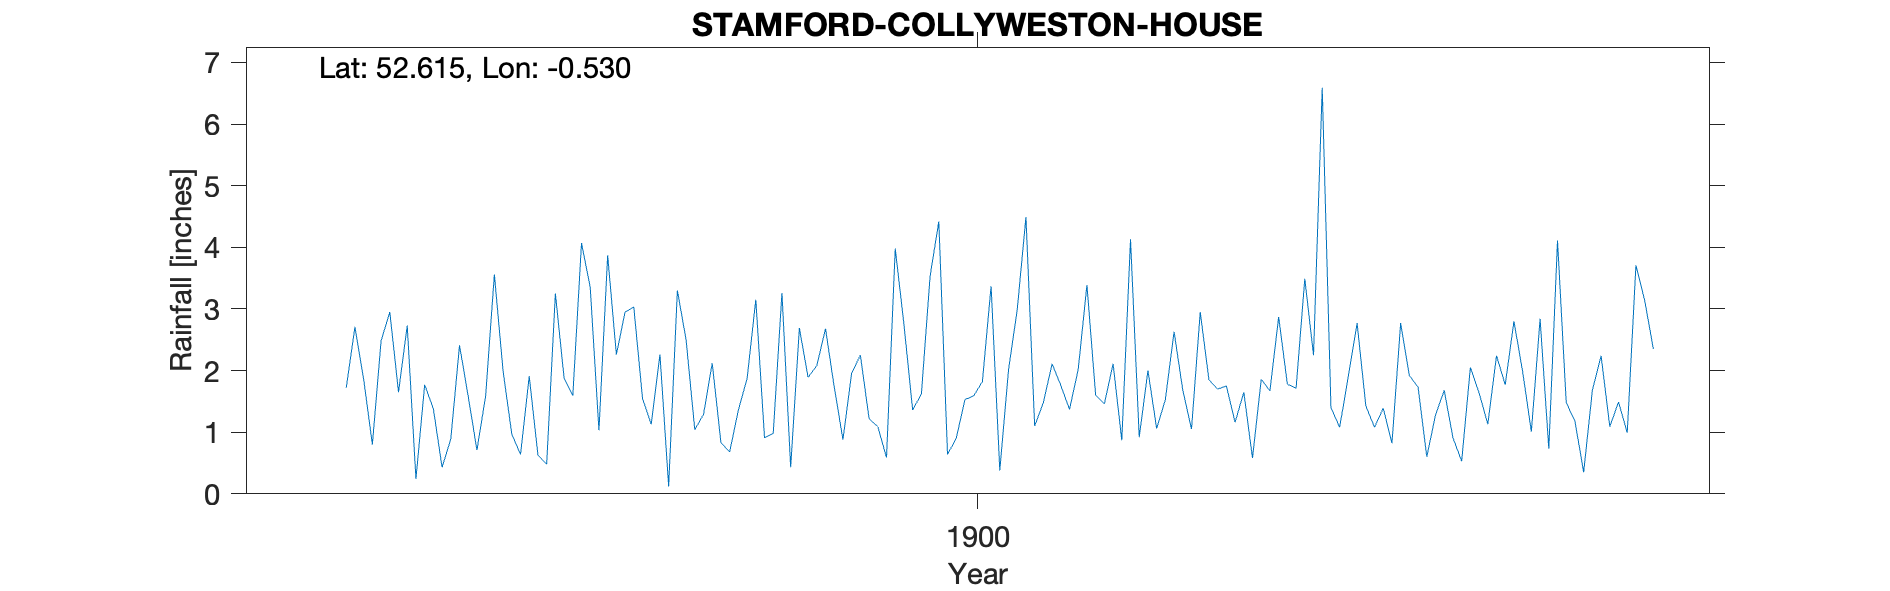 STAMFORD-COLLYWESTON-HOUSE
Lat: 52.615, Lon: -0.530
7
6
5
4
3
2
1
0
Rainfall [inches]
1900
Year